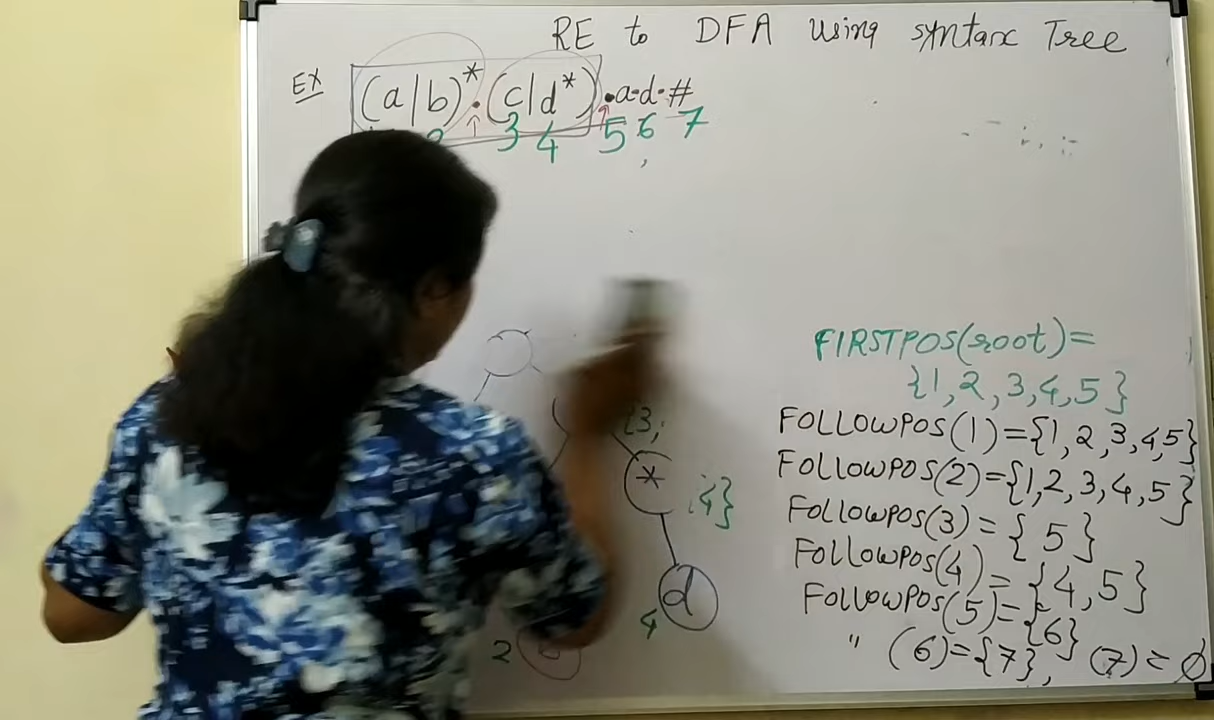 RE to DFA Using Syntax Tree
Ex (a|b)*.(c|d*).a.d.#
3 4 5 6 7
FIRSTPOS(root)=
{1,2,3,4,5}
FOLLOWPOS(1)={1,2,3,4,5}
FOLLOWPOS(2)={1,2,3,4,5}
FOLLOWPOS(3)={5}
FOLLOWPOS(4)={4,5}
FOLLOWPOS(5)={6}
" (6)={7}, (7)=∅
{3,
* 4}
d
4
2